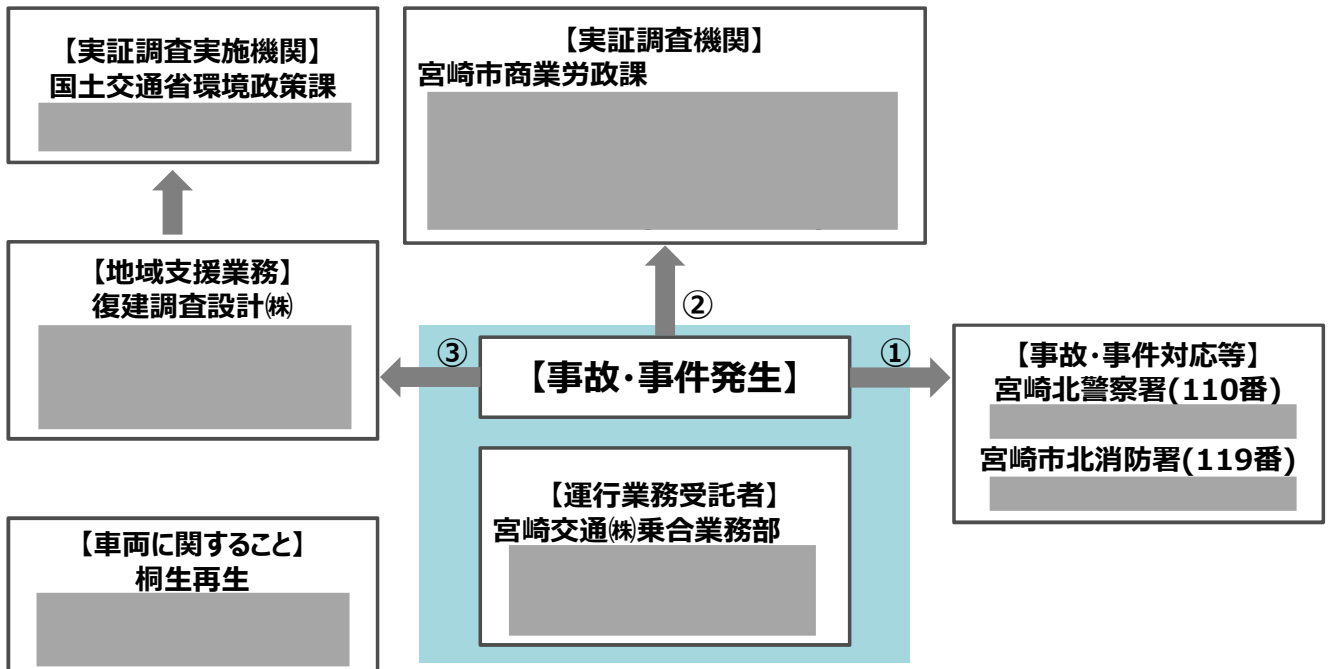 【実証調査実施機関】
国土交通省環境政策課
【実証調査機関】
宮崎市商業労政課
【地域支援業務】
復建調査設計㈱
②
③
【事故・事件発生】
①
【事故・事件対応等】
宮崎北警察署(110番)
宮崎市北消防署(119番)
【運行業務受託者】
宮崎交通㈱乗合業務部
【車両に関すること】
桐生再生